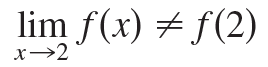 lim f(x) ≠ f(2)
x→2